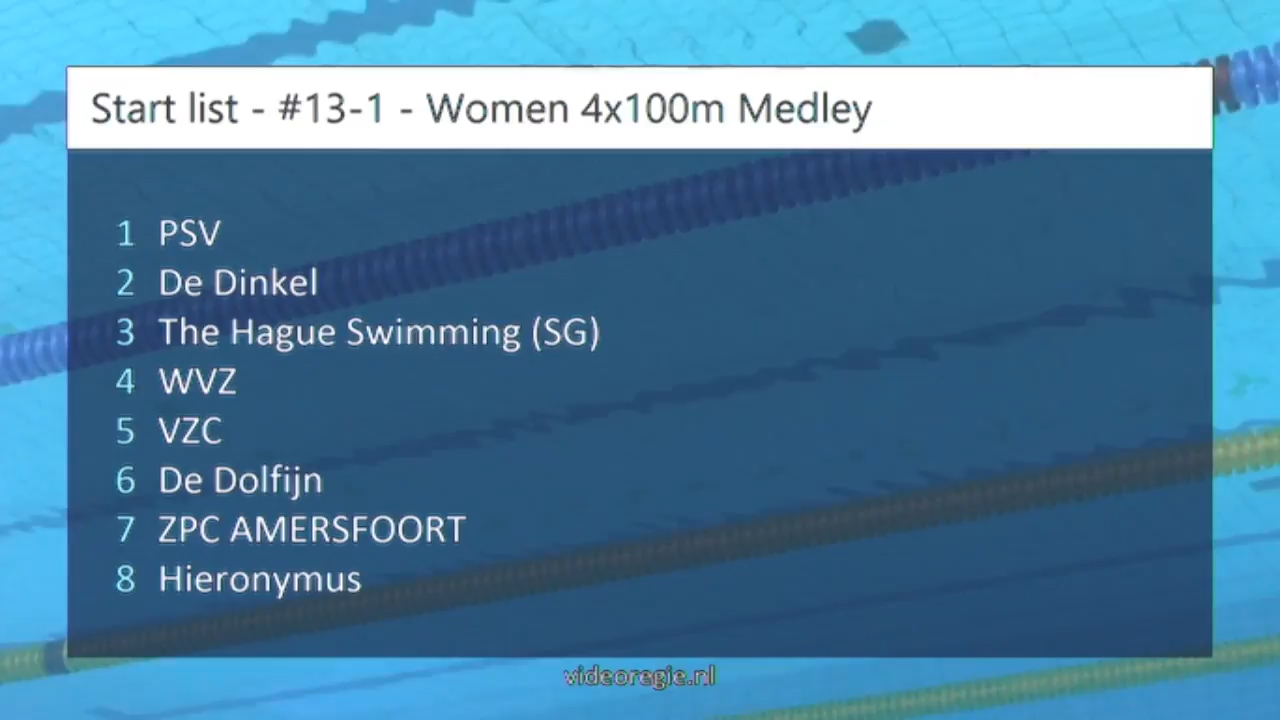 Start list - #13-1 - Women 4x100m Medley
1 PSV
2 De Dinkel
3 The Hague Swimming (SG)
4 WVZ
5 VZC
6 De Dolfijn
7 ZPC AMERSFOORT
8 Hieronymus
videoregie.nl